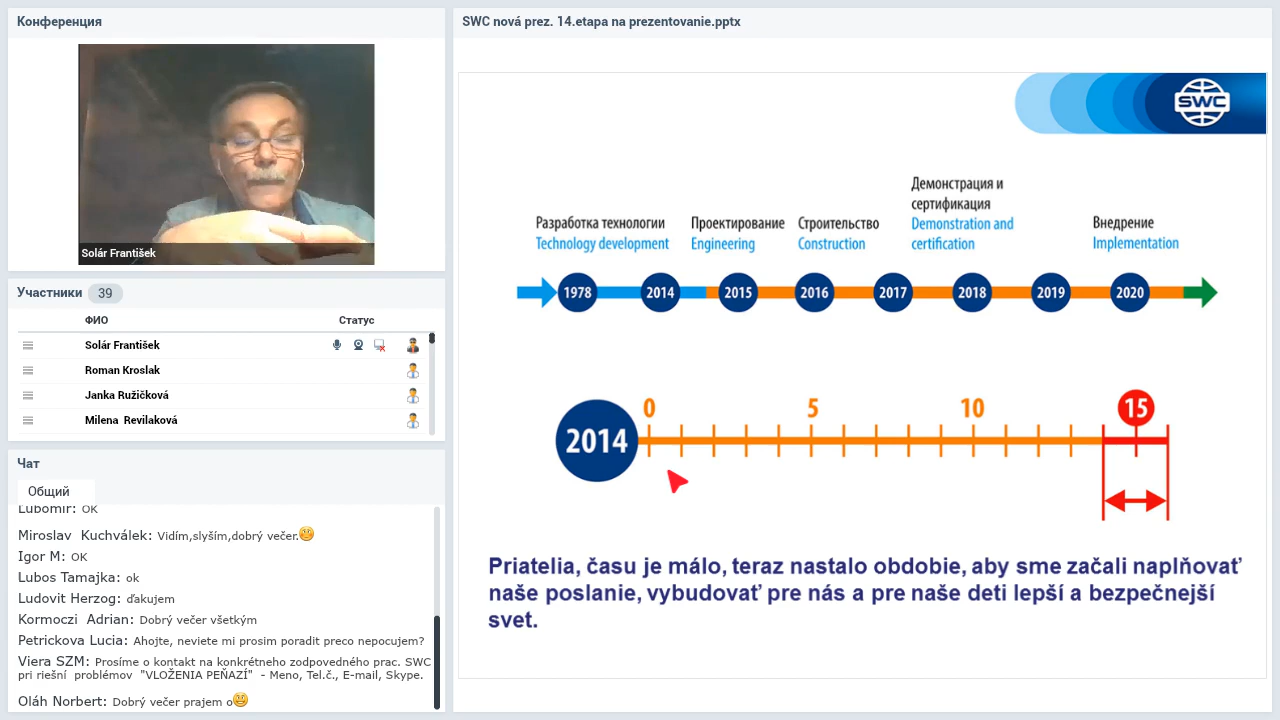 Конференция
Solár František
Участники 39
ФИО Статус
Solár František
Roman Kroslak
Janka Ružičková
Milena Revilaková
Чат
Общий
Lubomir: OK
Miroslav Kuchválek: Vidím,slyším,dobrý večer.
Igor M: OK
Lubos Tamajka: ok
Ludovit Herzog: ďakujem
Kormoczi Adrian: Dobrý večer všetkým
Petrickova Lucia: Ahojte, neviete mi prosim poradit preco nepocujem?
Viera SZM: Prosíme o kontakt na konkrétneho zodpovedného prac. SWC
pri riešní problémov "VLOŽENIA PEŇAZÍ" - Meno, Tel.č., E-mail, Skype.
Oláh Norbert: Dobrý večer prajem o
SWC nová prez. 14.etapa na prezentovanie.pptx
SWC
Разработка технологии
Technology development
Проектирование
Engineering
Строительство
Construction
Демонстрация и
сертификация
Demonstration and
certification
Внедрение
Implementation
1978 2014 2015 2016 2017 2018 2019 2020
2014 0 5 10 15
Priatelia, času je málo, teraz nastalo obdobie, aby sme začali naplňovať
naše poslanie, vybudovať pre nás a pre naše deti lepší a bezpečnejší
svet.